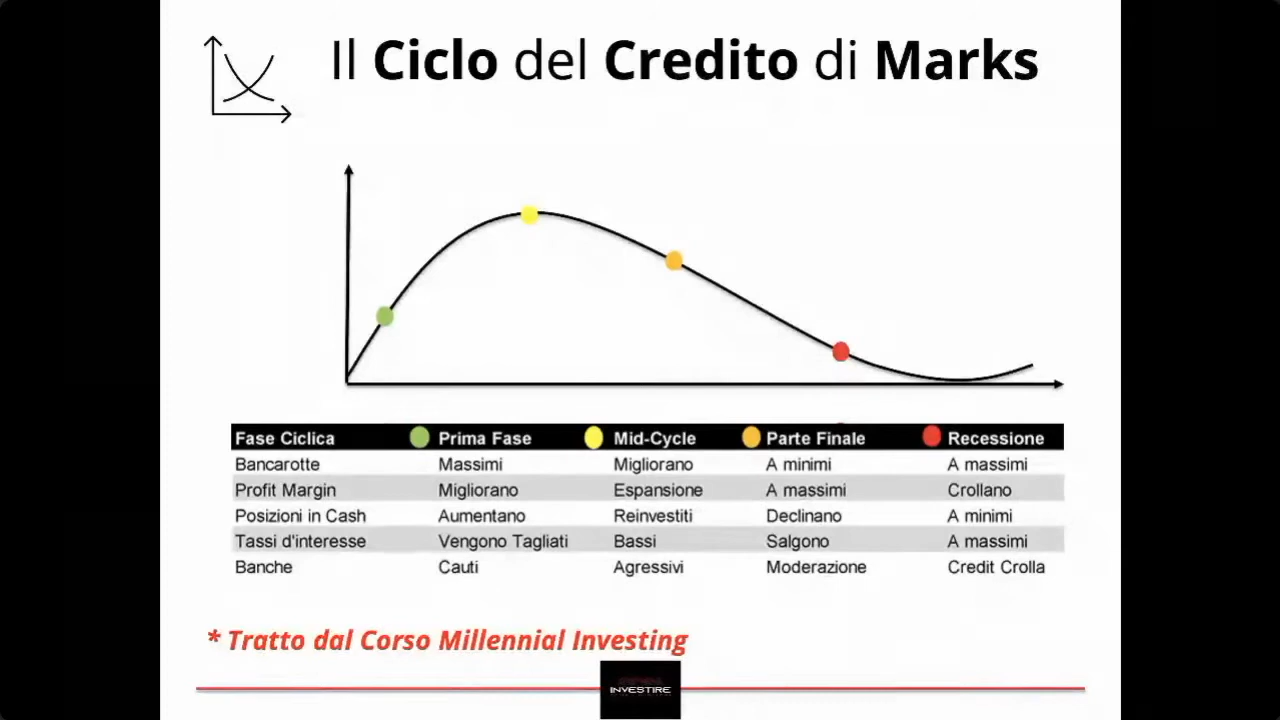 Il Ciclo del Credito di Marks
Fase Ciclica Prima Fase Mid-Cycle Parte Finale Recessione
Bancarotte Massimi Migliorano A minimi A massimi
Profit Margin Migliorano Espansione A massimi Crollano
Posizioni in Cash Aumentano Reinvestiti Declinano A minimi
Tassi d'interesse Vengono Tagliati Bassi Salgono A massimi
Banche Cauti Agressivi Moderazione Credit Crolla
* Tratto dal Corso Millennial Investing
INVESTIRE